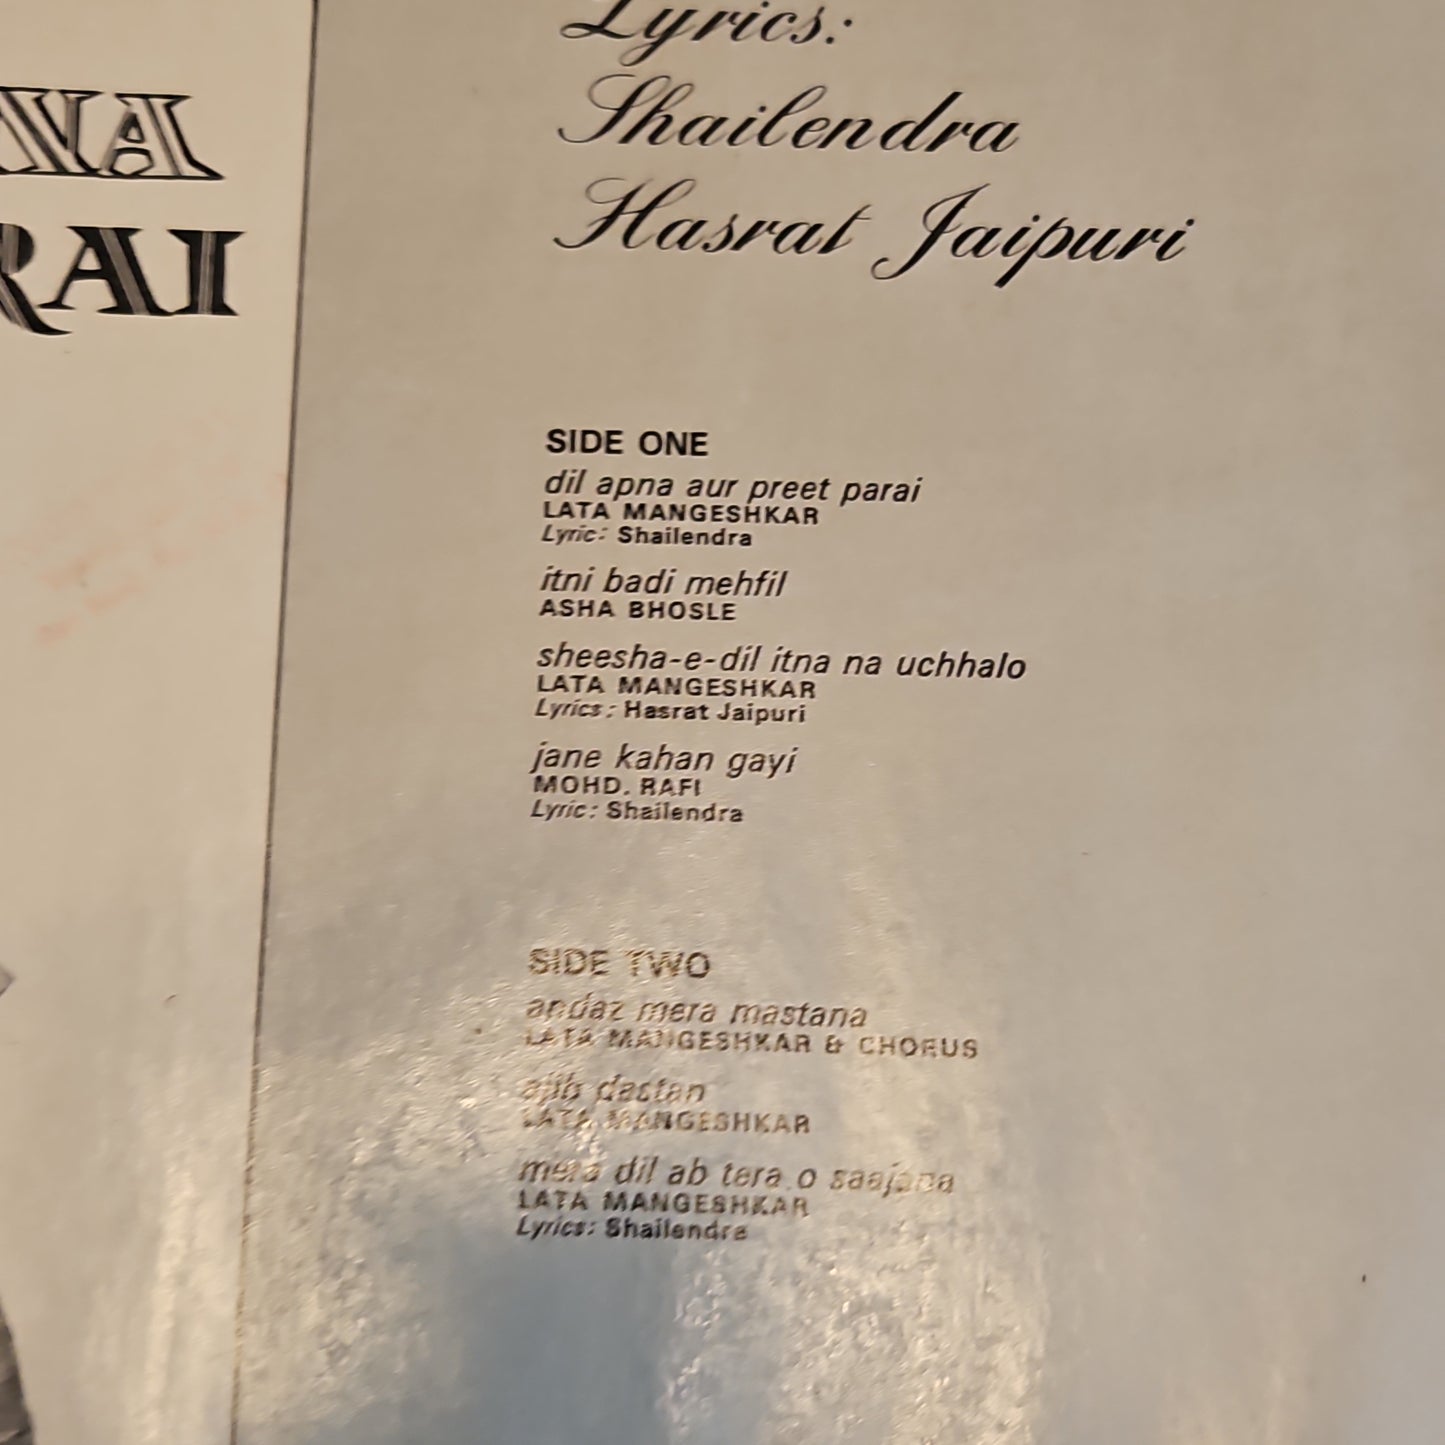 Lyrics:
Shailendra
Hasrat Jaipuri
RAI
SIDE ONE
dil apna aur preet parai
LATA MANGESHKAR
Lyric: Shailendra
itni badi mehfil
ASHA BHOSLE
sheesha-e-dil itna na uchhalo
LATA MANGESHKAR
Lyrics: Hasrat Jaipuri
jane kahan gayi
MOHD. RAFI
Lyric: Shailendra
SIDE TWO
andaz mera mastana
LATA MANGESHKAR & CHORUS
ajib dastan
LATA MANGESHKAR
mera dil ab tera o saajana
LATA MANGESHKAR
Lyrics: Shailendra